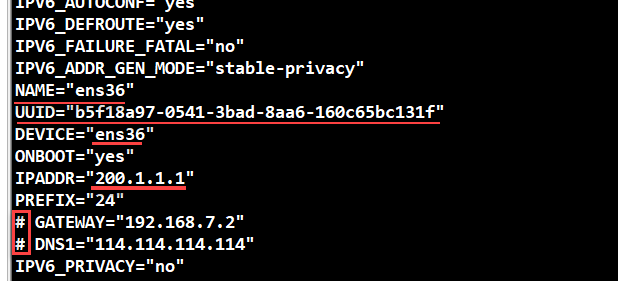 IPV6_AUTOCONF="yes"
IPV6_DEFROUTE="yes"
IPV6_FAILURE_FATAL="no"
IPV6_ADDR_GEN_MODE="stable-privacy"
NAME="ens36"
UUID="b5f18a97-0541-3bad-8aa6-160c65bc131f"
DEVICE="ens36"
ONBOOT="yes"
IPADDR="200.1.1.1"
PREFIX="24"
# GATEWAY="192.168.7.2"
# DNS1="114.114.114.114"
IPV6_PRIVACY="no"